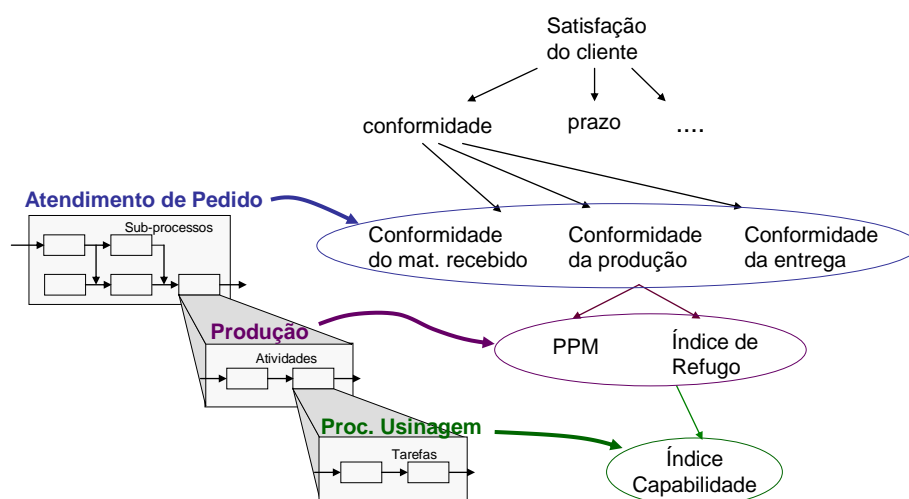 Satisfação
do cliente
conformidade
prazo
....
Atendimento de Pedido
Sub-processos
Conformidade
do mat. recebido
Conformidade
da produção
Conformidade
da entrega
Produção
Atividades
PPM
Índice de
Refugo
Proc. Usinagem
Tarefas
Índice
Capabilidade